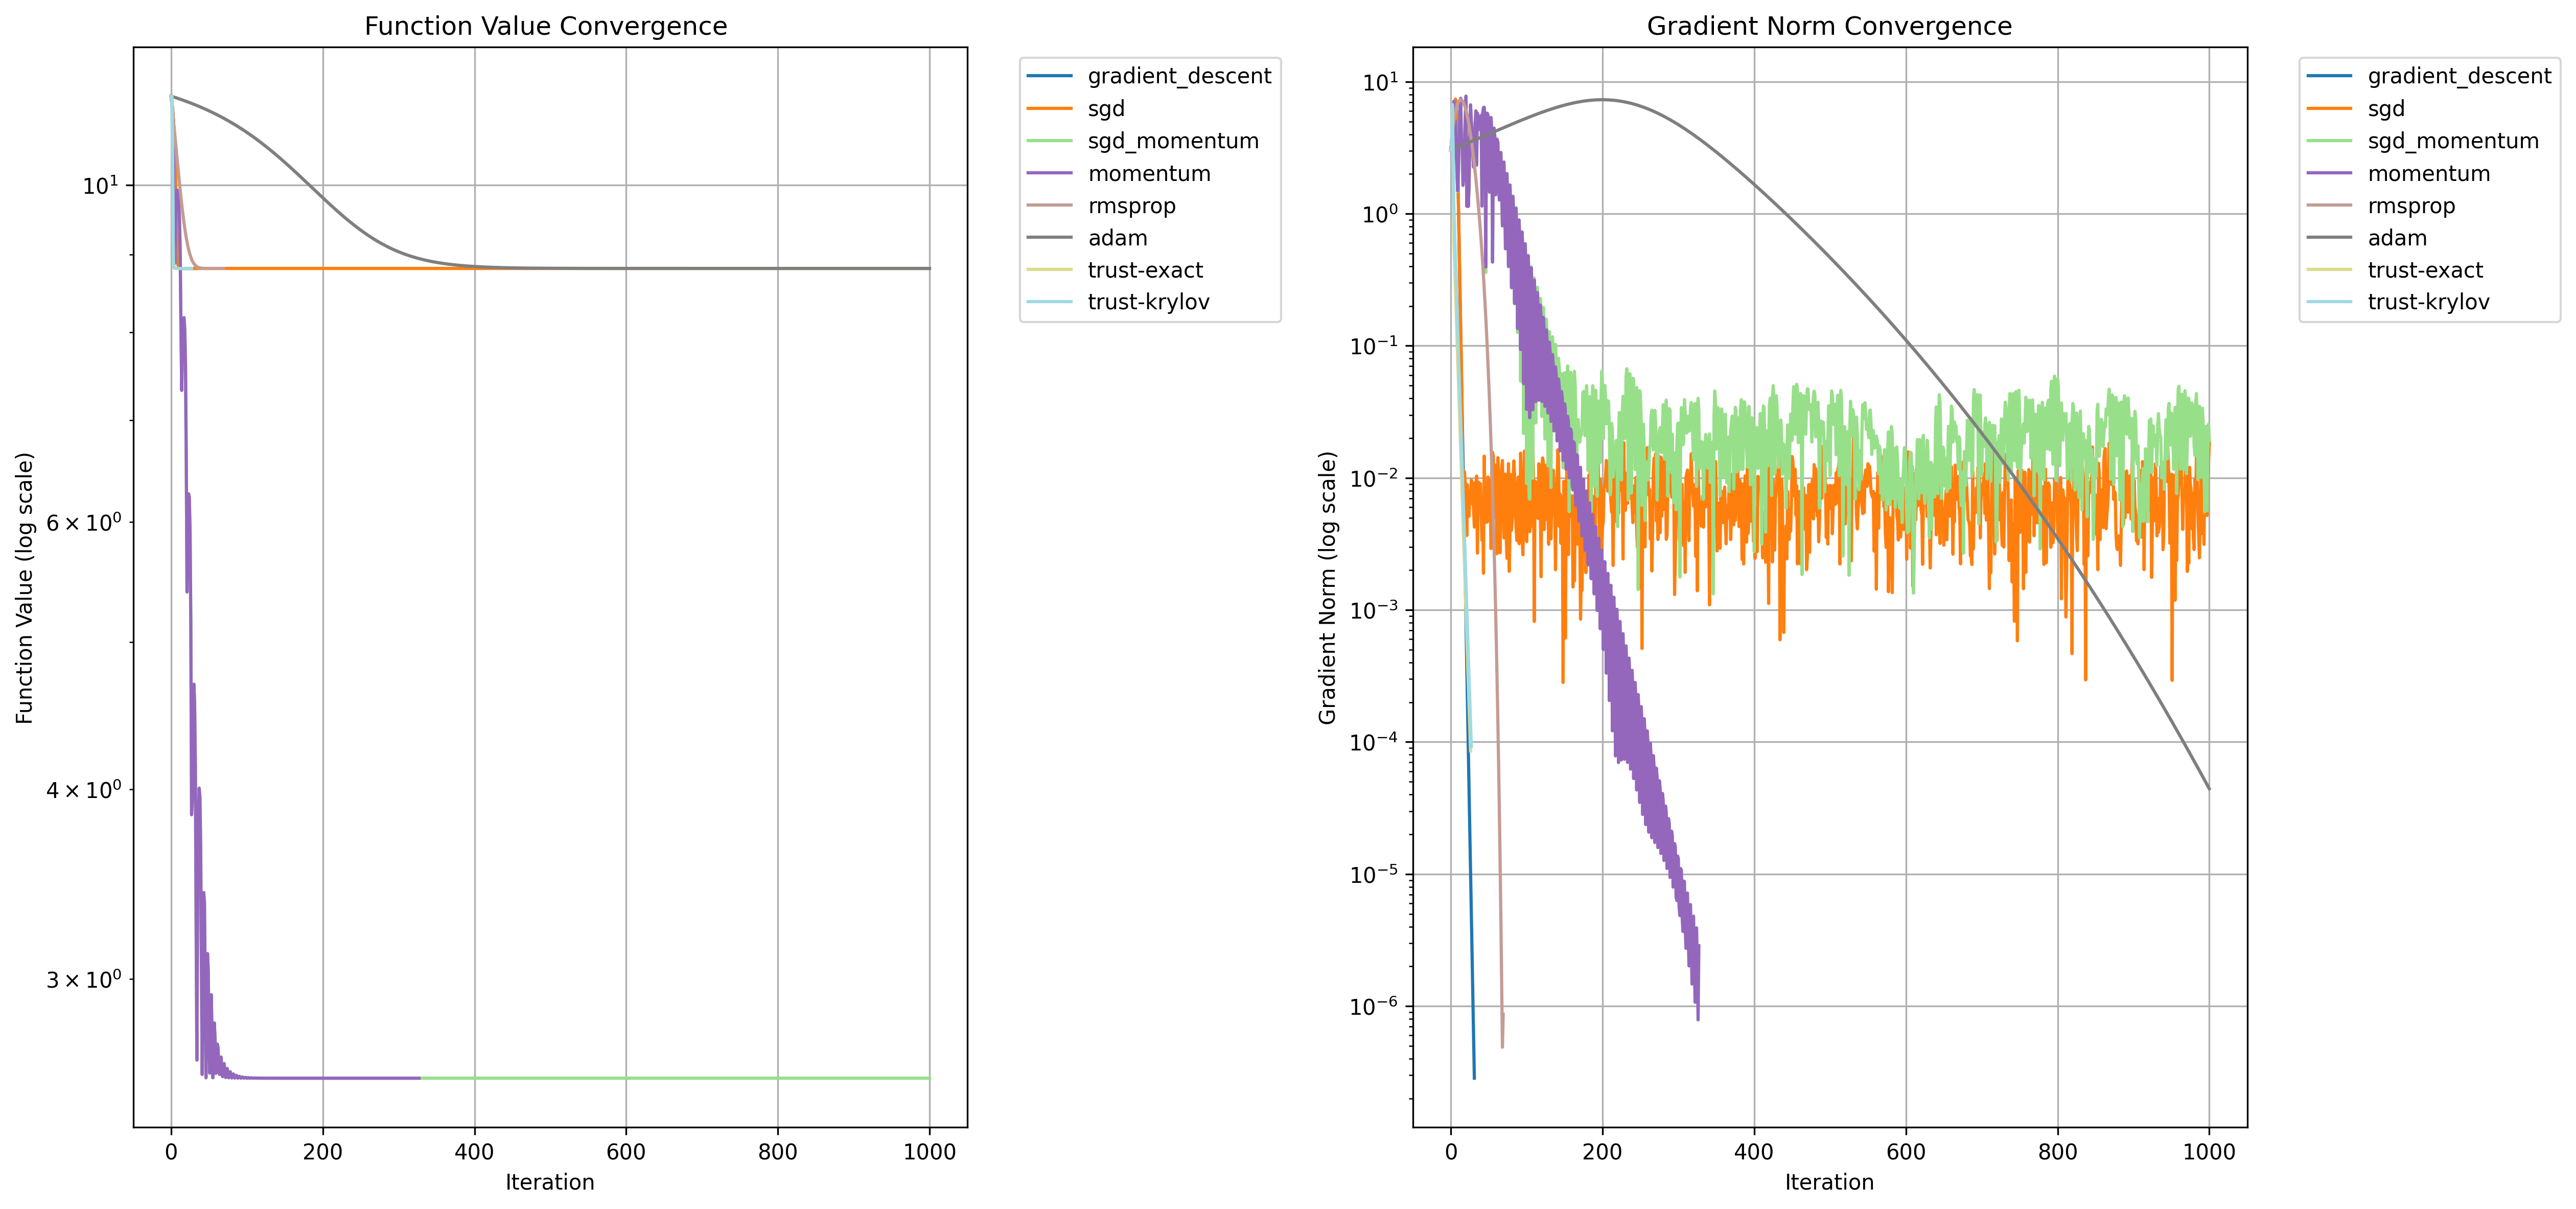 Function Value Convergence
Function Value (log scale)
10¹
6 × 10⁰
4 × 10⁰
3 × 10⁰
0 200 400 600 800 1000
Iteration
gradient_descent
sgd
sgd_momentum
momentum
rmsprop
adam
trust-exact
trust-krylov
Gradient Norm Convergence
Gradient Norm (log scale)
10¹
10⁰
10⁻¹
10⁻²
10⁻³
10⁻⁴
10⁻⁵
10⁻⁶
0 200 400 600 800 1000
Iteration
gradient_descent
sgd
sgd_momentum
momentum
rmsprop
adam
trust-exact
trust-krylov